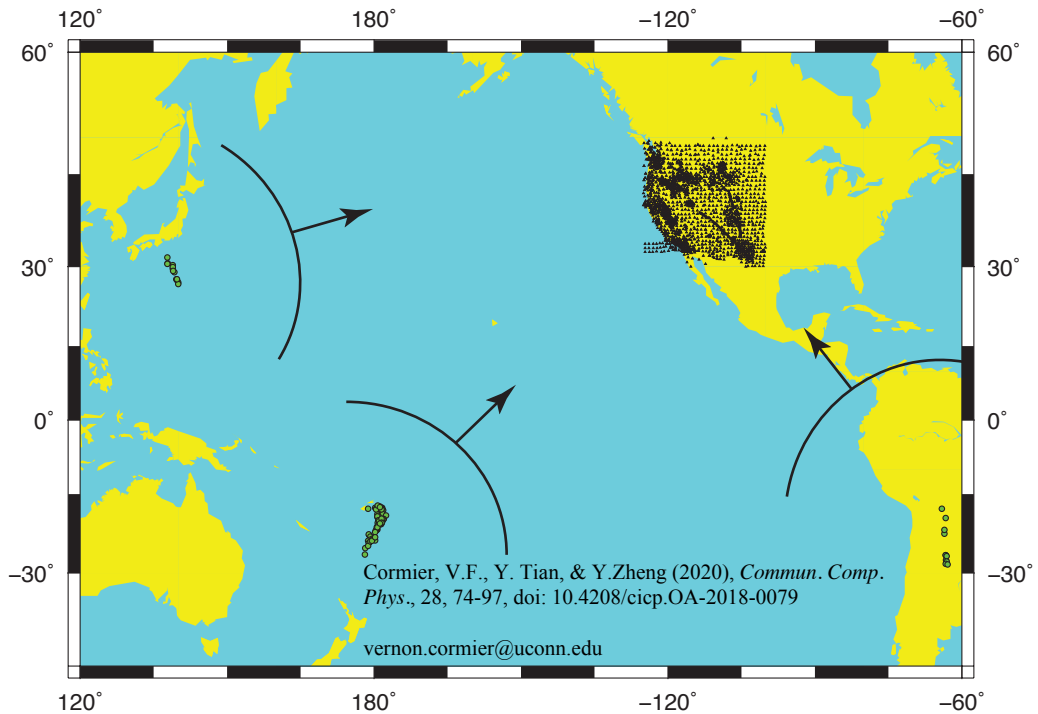 120° 180° −120° −60°
60° 60°
30° 30°
0° 0°
−30° −30°
Cormier, V.F., Y. Tian, & Y.Zheng (2020), Commun. Comp.
Phys., 28, 74-97, doi: 10.4208/cicp.OA-2018-0079
vernon.cormier@uconn.edu
120° 180° −120° −60°